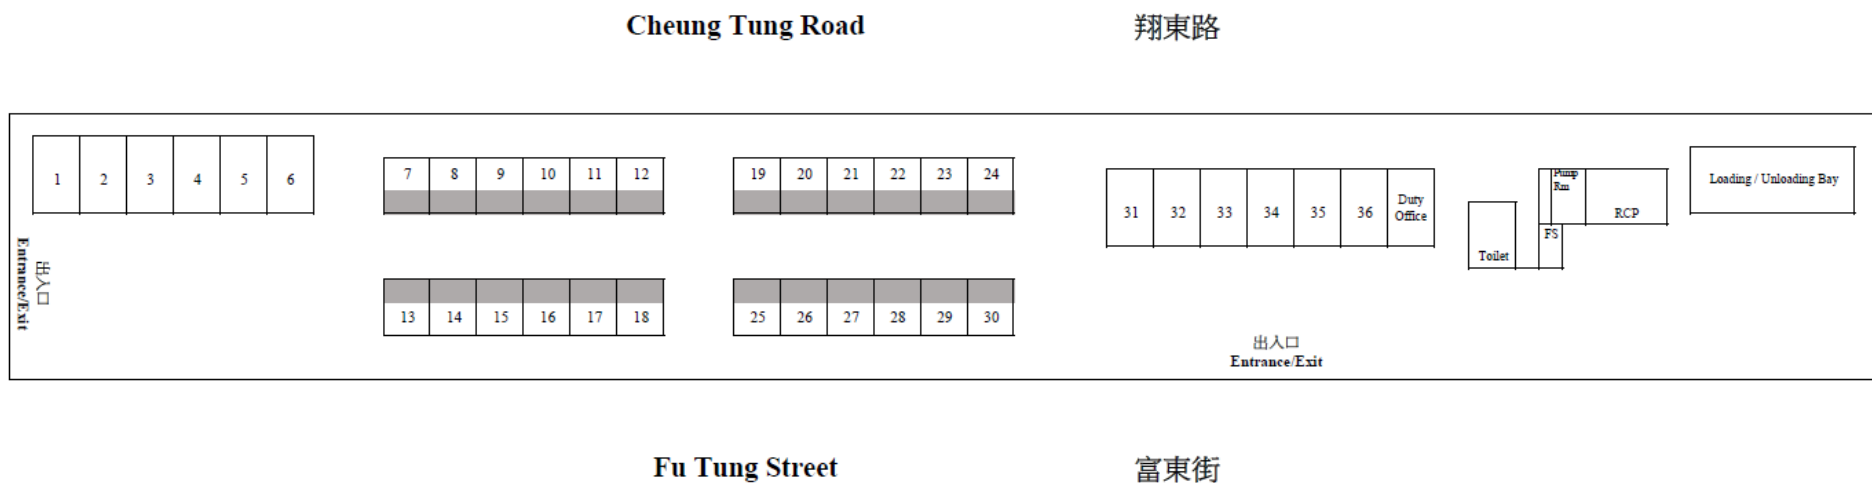 Cheung Tung Road 翔東路
1 2 3 4 5 6
7 8 9 10 11 12
19 20 21 22 23 24
31 32 33 34 35 36 Duty
Office
Pump
Rm
RCP
FS
Toilet
Loading / Unloading Bay
出入口
Entrance/Exit
13 14 15 16 17 18
25 26 27 28 29 30
出入口
Entrance/Exit
Fu Tung Street 富東街